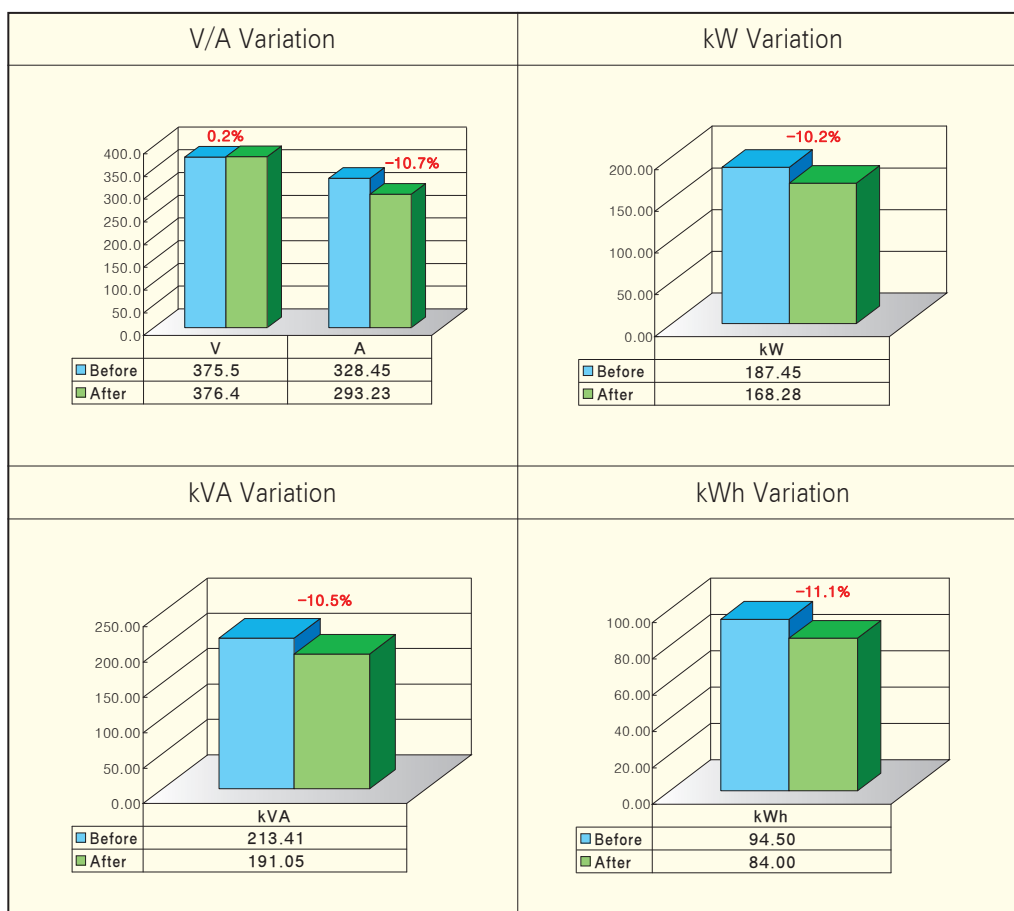 V/A Variation
kW Variation
0.2%
-10.7%
400.0
350.0
300.0
250.0
200.0
150.0
100.0
50.0
0.0
V A
Before 375.5 328.45
After 376.4 293.23
-10.2%
200.00
150.00
100.00
50.00
0.00
kW
Before 187.45
After 168.28
kVA Variation
kWh Variation
-10.5%
250.00
200.00
150.00
100.00
50.00
0.00
kVA
Before 213.41
After 191.05
-11.1%
100.00
80.00
60.00
40.00
20.00
0.00
kWh
Before 94.50
After 84.00